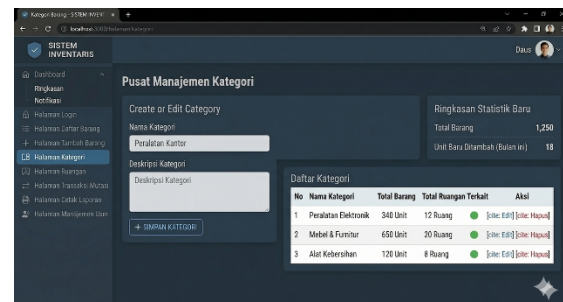 Kategori Barang - SISTEM INVENT
localhost:3000/halaman/kategori
SISTEM
INVENTARIS
Daus
Dashboard
Ringkasan
Notifikasi
Halaman Login
Halaman Daftar Barang
Halaman Tambah Barang
Halaman Kategori
Halaman Ruangan
Halaman Transaksi Mutasi
Halaman Cetak Laporan
Halaman Manajemen User
Pusat Manajemen Kategori
Create or Edit Category
Nama Kategori
Peralatan Kantor
Deskripsi Kategori
Deskripsi Kategori
+ SIMPAN KATEGORI
Ringkasan Statistik Baru
Total Barang 1,250
Unit Baru Ditambah (Bulan ini) 18
Daftar Kategori
No Nama Kategori Total Barang Total Ruangan Terkait Aksi
1 Peralatan Elektronik 340 Unit 12 Ruang [cite: Edit] [cite: Hapus]
2 Mebel & Furnitur 650 Unit 20 Ruang [cite: Edit] [cite: Hapus]
3 Alat Kebersihan 120 Unit 8 Ruang [cite: Edit] [cite: Hapus]